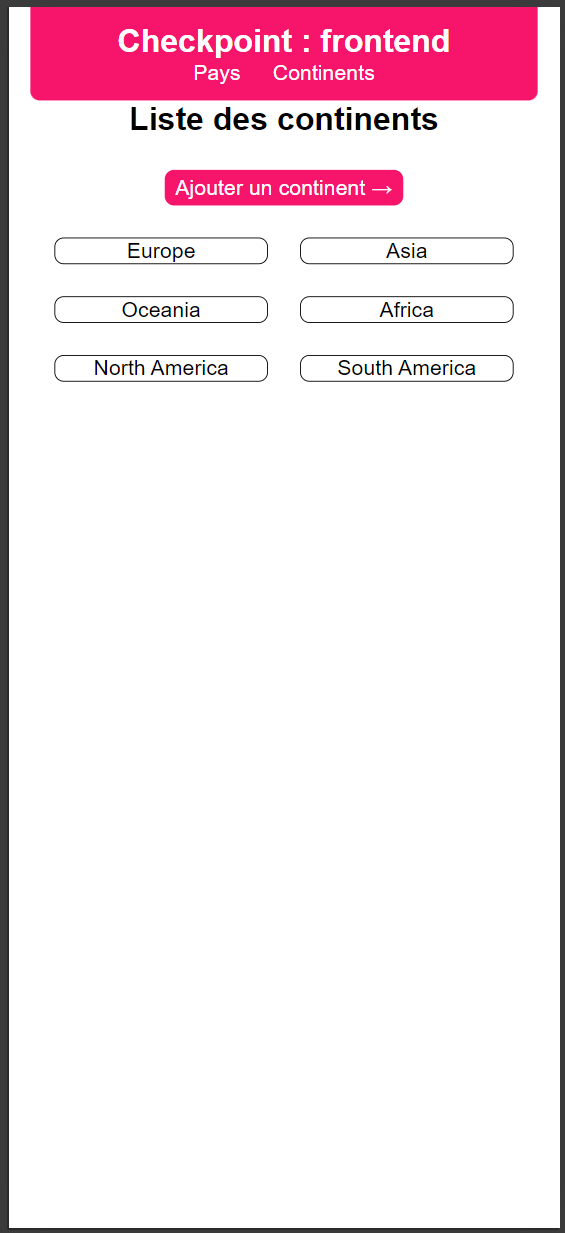 Checkpoint : frontend
Pays Continents
Liste des continents
Ajouter un continent →
Europe Asia
Oceania Africa
North America South America